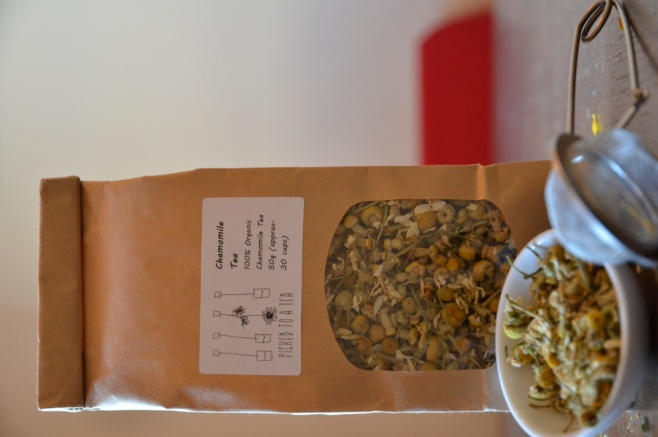 PICKED TO A TEA
Chamomile
Tea
100% Organic
Chamomile Tea
50g (approx.
30 cups)